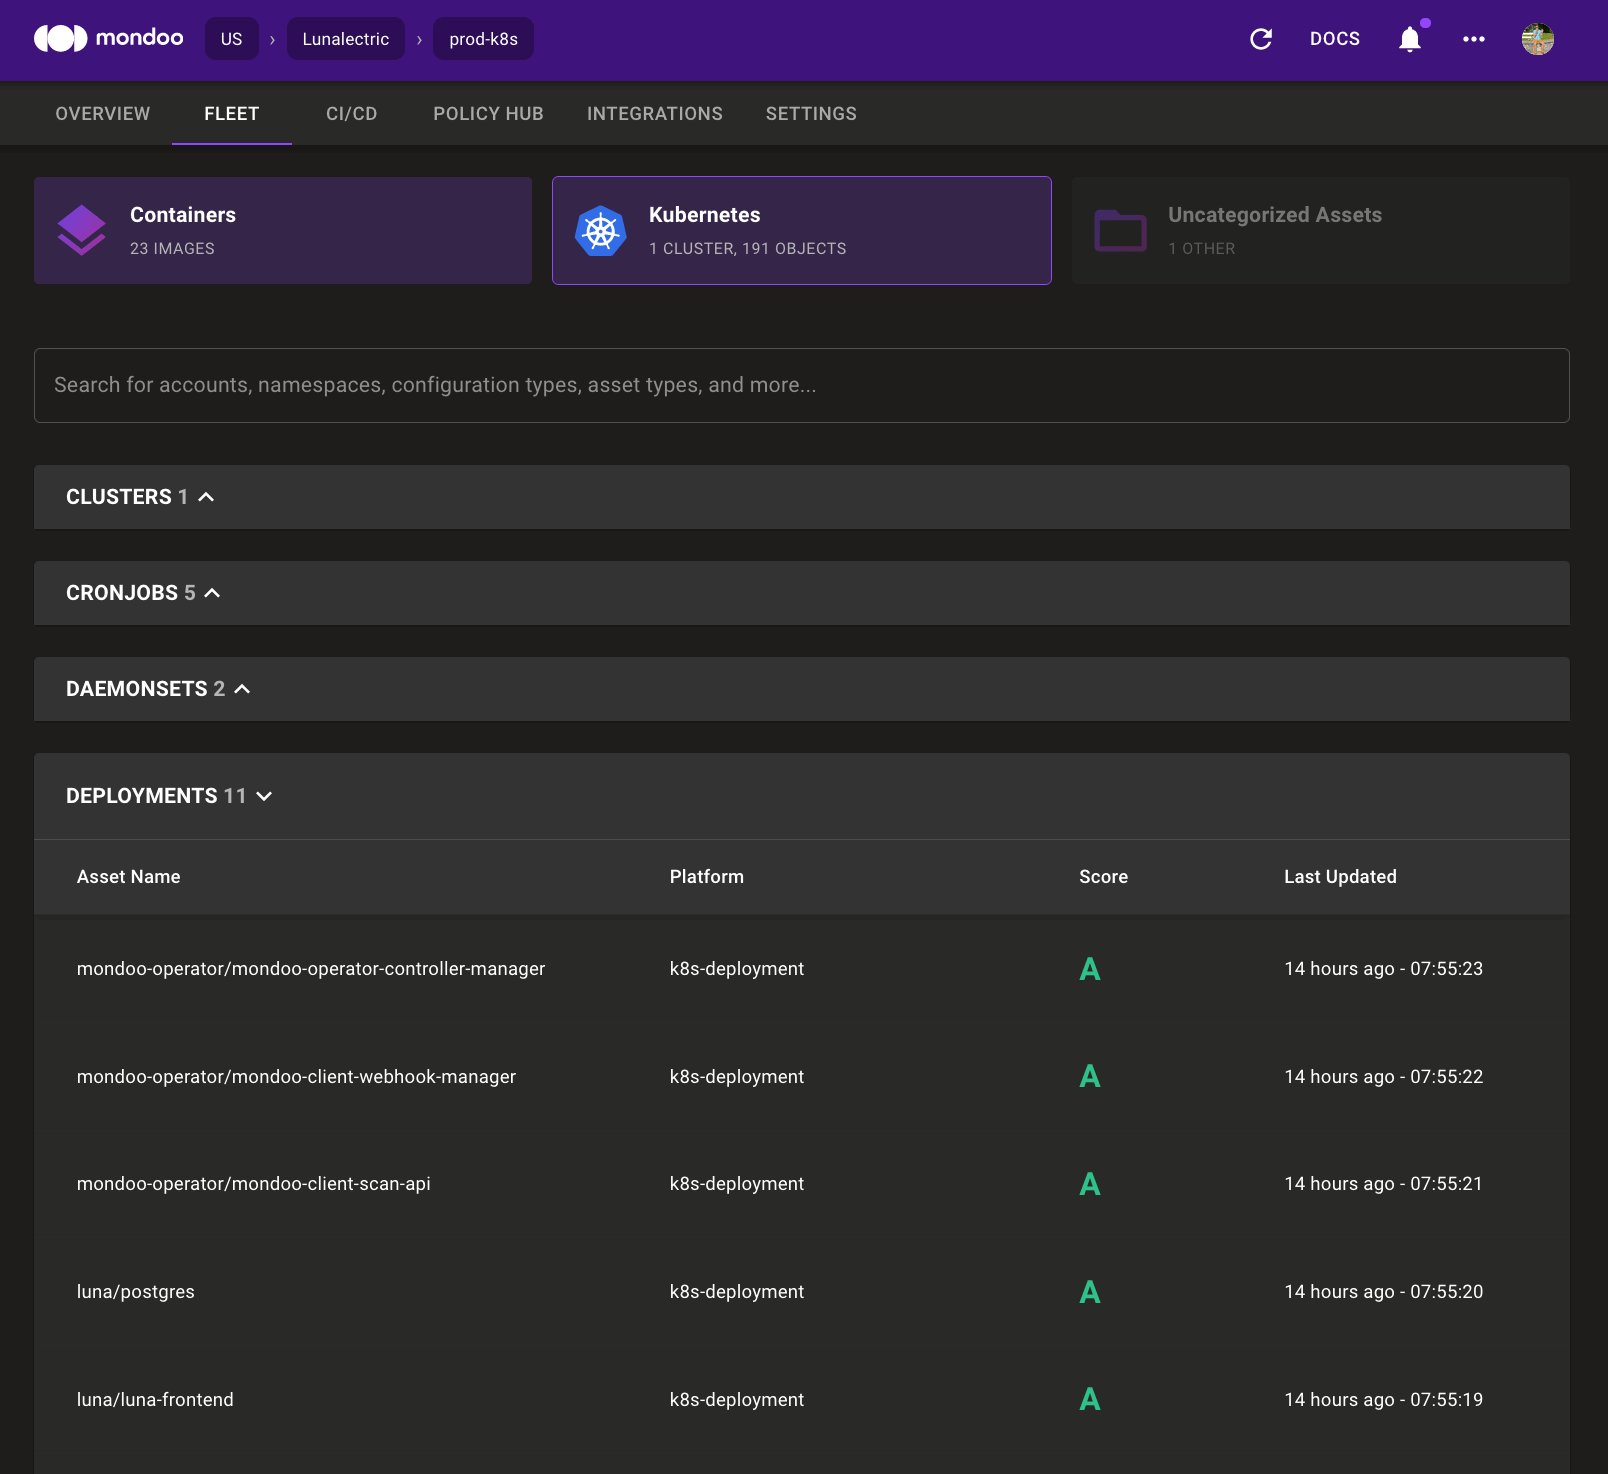 mondoo US › Lunalectric › prod-k8s DOCS
OVERVIEW FLEET CI/CD POLICY HUB INTEGRATIONS SETTINGS
Containers
23 IMAGES
Kubernetes
1 CLUSTER, 191 OBJECTS
Uncategorized Assets
1 OTHER
Search for accounts, namespaces, configuration types, asset types, and more...
CLUSTERS 1
CRONJOBS 5
DAEMONSETS 2
DEPLOYMENTS 11
Asset Name Platform Score Last Updated
mondoo-operator/mondoo-operator-controller-manager k8s-deployment A 14 hours ago - 07:55:23
mondoo-operator/mondoo-client-webhook-manager k8s-deployment A 14 hours ago - 07:55:22
mondoo-operator/mondoo-client-scan-api k8s-deployment A 14 hours ago - 07:55:21
luna/postgres k8s-deployment A 14 hours ago - 07:55:20
luna/luna-frontend k8s-deployment A 14 hours ago - 07:55:19